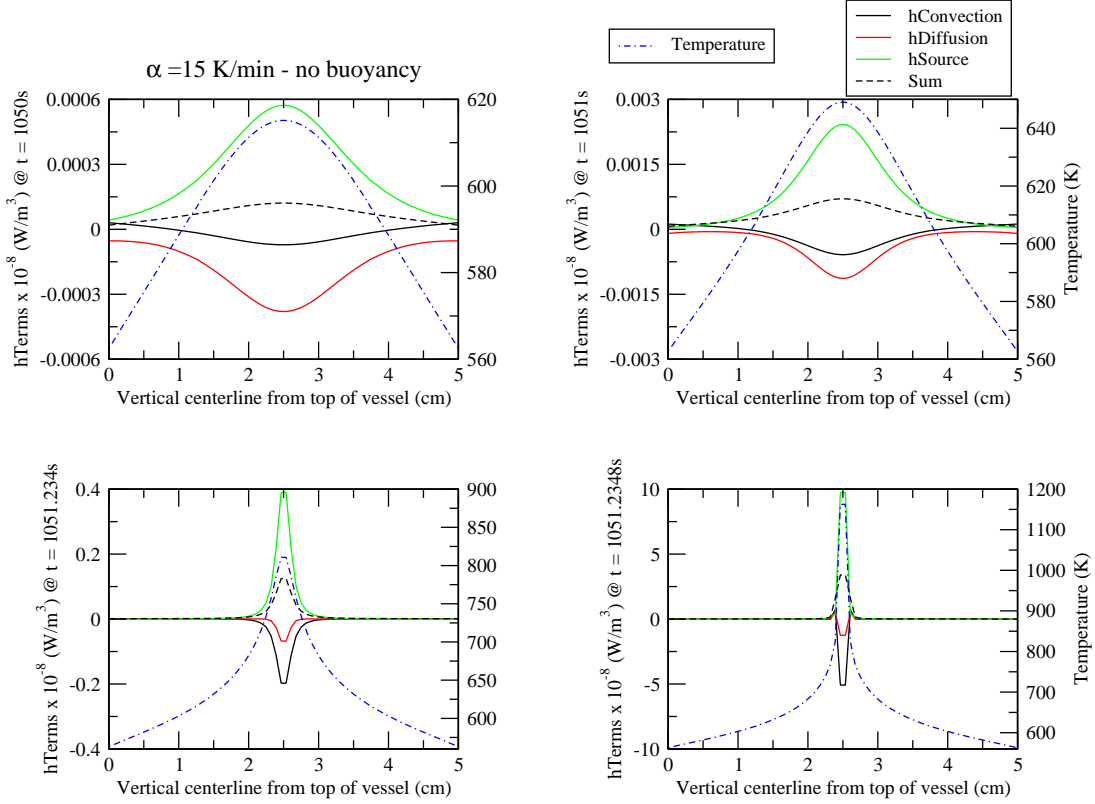 Temperature
hConvection
hDiffusion
hSource
Sum
α =15 K/min - no buoyancy
hTerms x 10^-8 (W/m^3) @ t = 1050s
0.0006
0.0003
0
-0.0003
-0.0006
620
600
580
560
0 1 2 3 4 5
Vertical centerline from top of vessel (cm)
hTerms x 10^-8 (W/m^3) @ t = 1051s
0.003
0.0015
0
-0.0015
-0.003
640
620
600
580
560
Temperature (K)
0 1 2 3 4 5
Vertical centerline from top of vessel (cm)
hTerms x 10^-8 (W/m^3) @ t = 1051.234s
0.4
0.2
0
-0.2
-0.4
900
850
800
750
700
650
600
0 1 2 3 4 5
Vertical centerline from top of vessel (cm)
hTerms x 10^-8 (W/m^3) @ t = 1051.2348s
10
5
0
-5
-10
1200
1100
1000
900
800
700
600
Temperature (K)
0 1 2 3 4 5
Vertical centerline from top of vessel (cm)